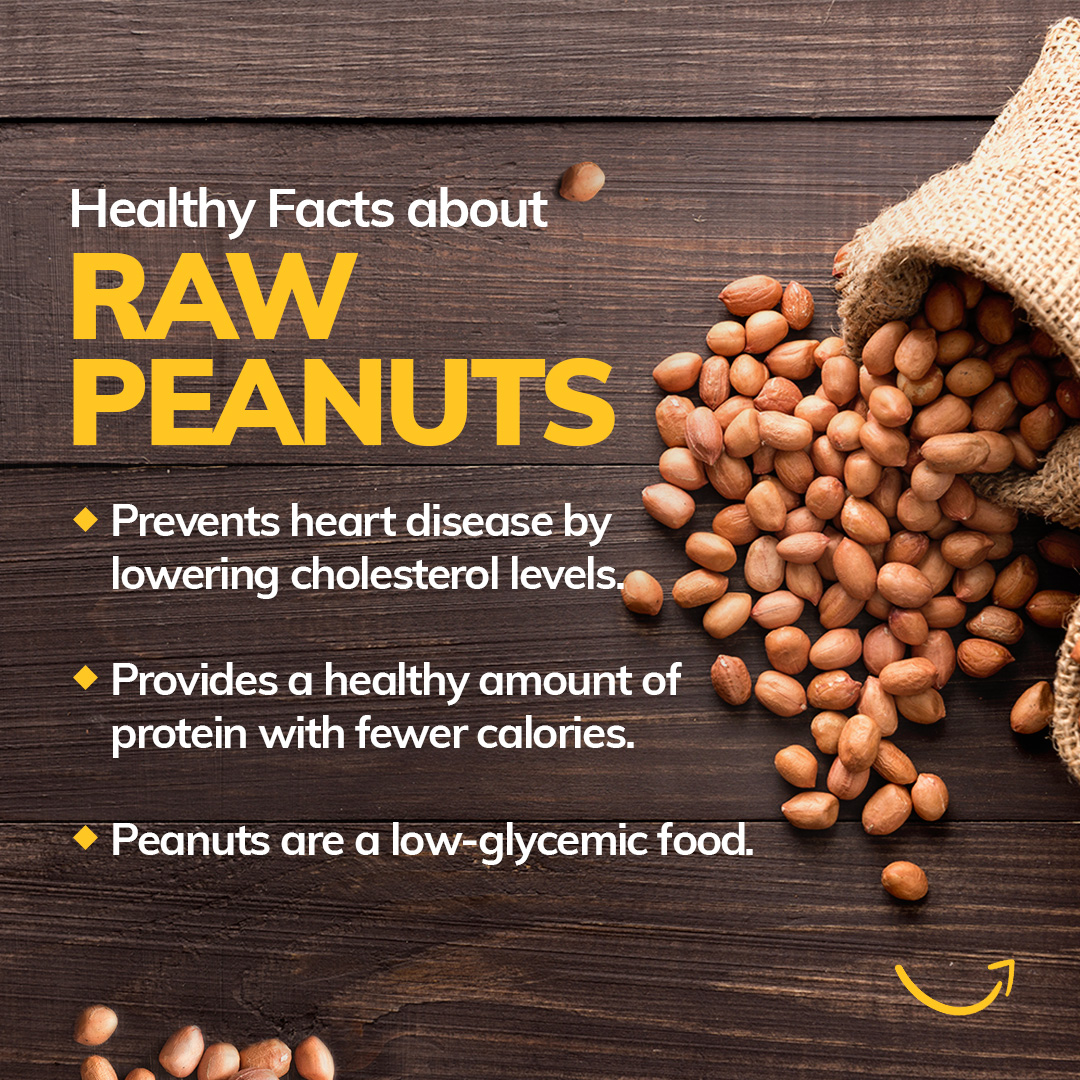 Healthy Facts about
RAW
PEANUTS
Prevents heart disease by
lowering cholesterol levels.
Provides a healthy amount of
protein with fewer calories.
Peanuts are a low-glycemic food.